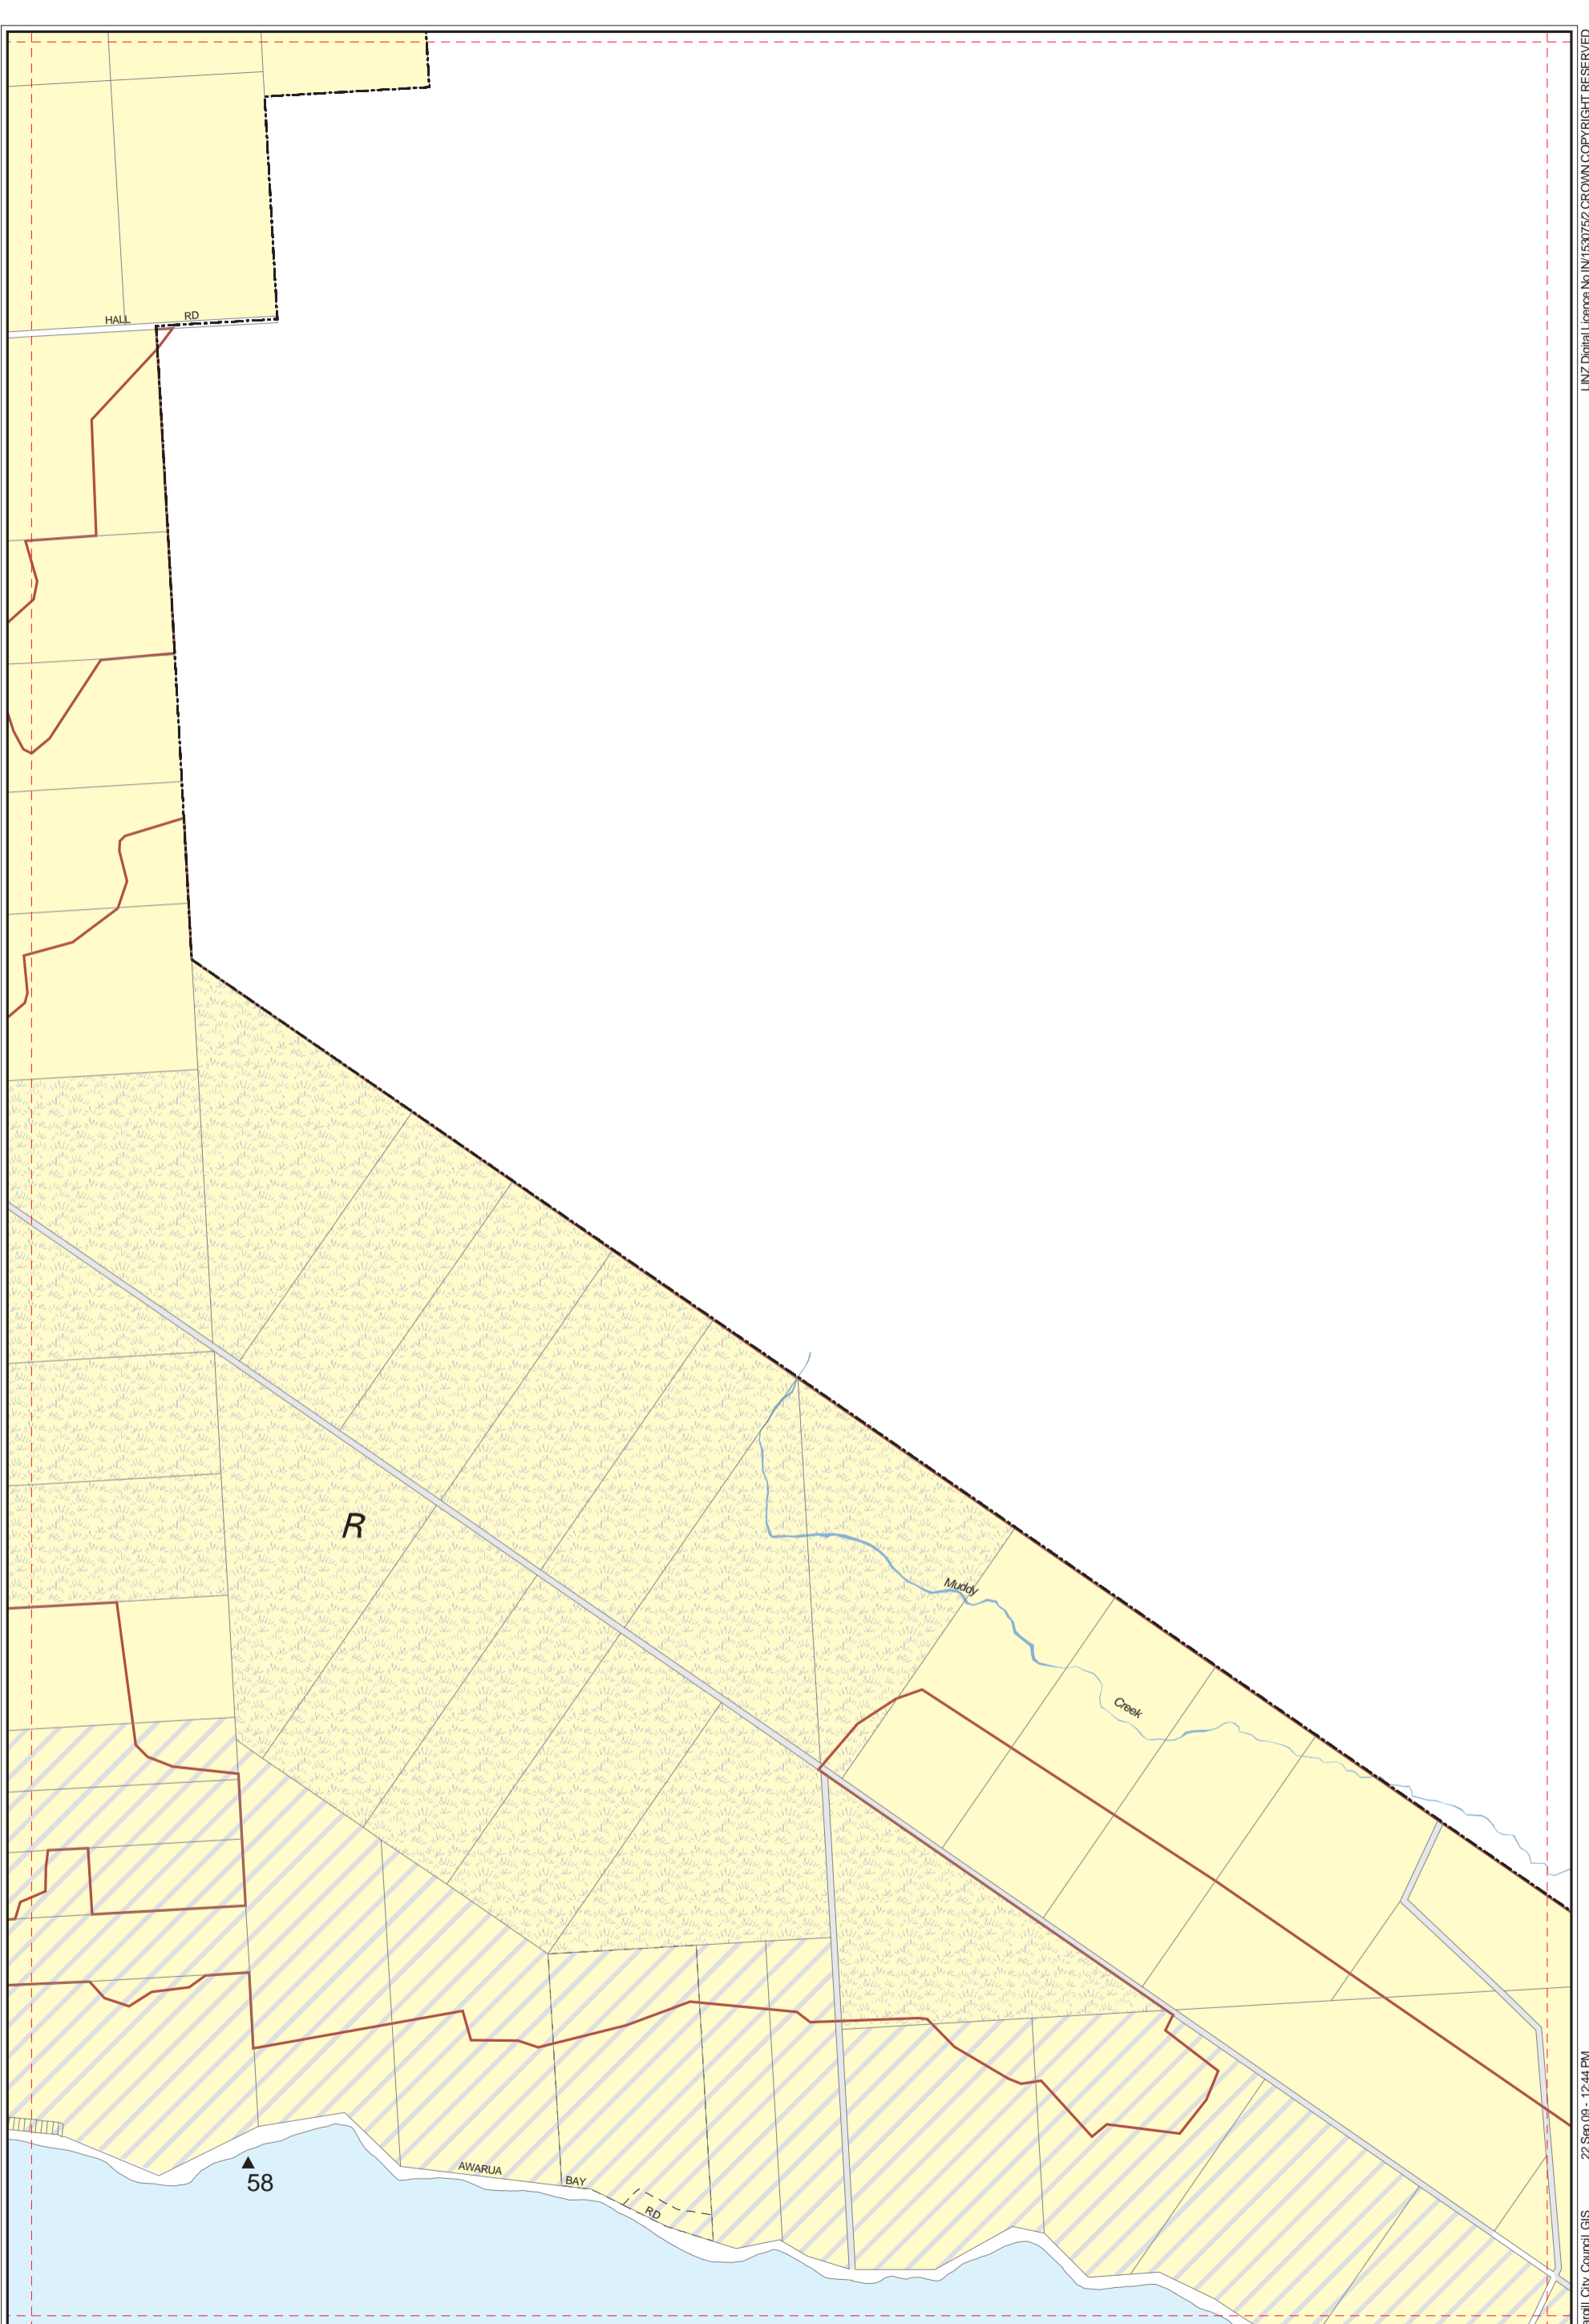 HALL RD
R
Muddy
Creek
58
AWARUA BAY
RD
LINZ Digital Licence No IN/153075/2 CROWN COPYRIGHT RESERVED
22 Sep 09 - 12:44 PM
City Council GIS